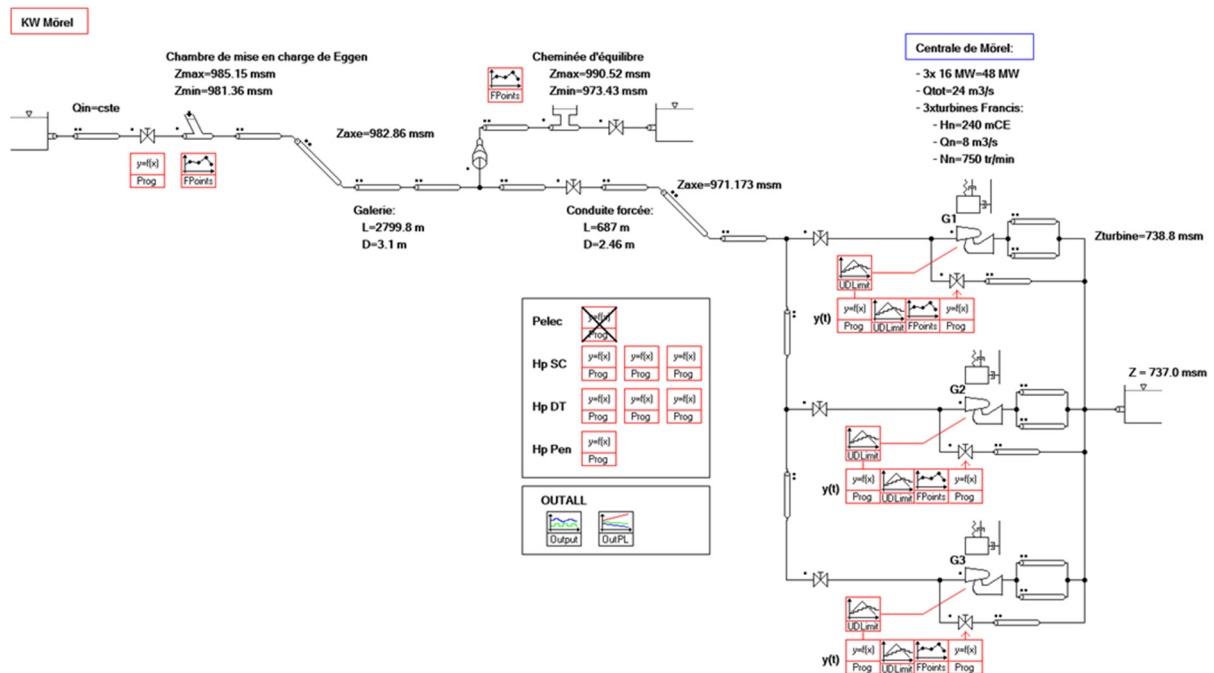 KW Mörel
Chambre de mise en charge de Eggen
Zmax=985.15 msm
Zmin=981.36 msm
Qin=cste
y=f(x)
Prog
FPoints
Cheminée d'équilibre
Zmax=990.52 msm
Zmin=973.43 msm
FPoints
Zaxe=982.86 msm
Galerie:
L=2799.8 m
D=3.1 m
Conduite forcée:
L=687 m
D=2.46 m
Zaxe=971.173 msm
Centrale de Mörel:
- 3x 16 MW=48 MW
- Qtot=24 m3/s
- 3xturbines Francis:
- Hn=240 mCE
- Qn=8 m3/s
- Nn=750 tr/min
G1
Zturbine=738.8 msm
UDLimit
y(t)
y=f(x) y=f(x)
Prog UDLimit FPoints Prog
G2
Z = 737.0 msm
UDLimit
y(t)
y=f(x) y=f(x)
Prog UDLimit FPoints Prog
G3
UDLimit
y(t)
y=f(x) y=f(x)
Prog UDLimit FPoints Prog
Pelec
y=f(x)
Prog
Hp SC
y=f(x) y=f(x) y=f(x)
Prog Prog Prog
Hp DT
y=f(x) y=f(x) y=f(x)
Prog Prog Prog
Hp Pen
y=f(x)
Prog
OUTALL
Output OutPL